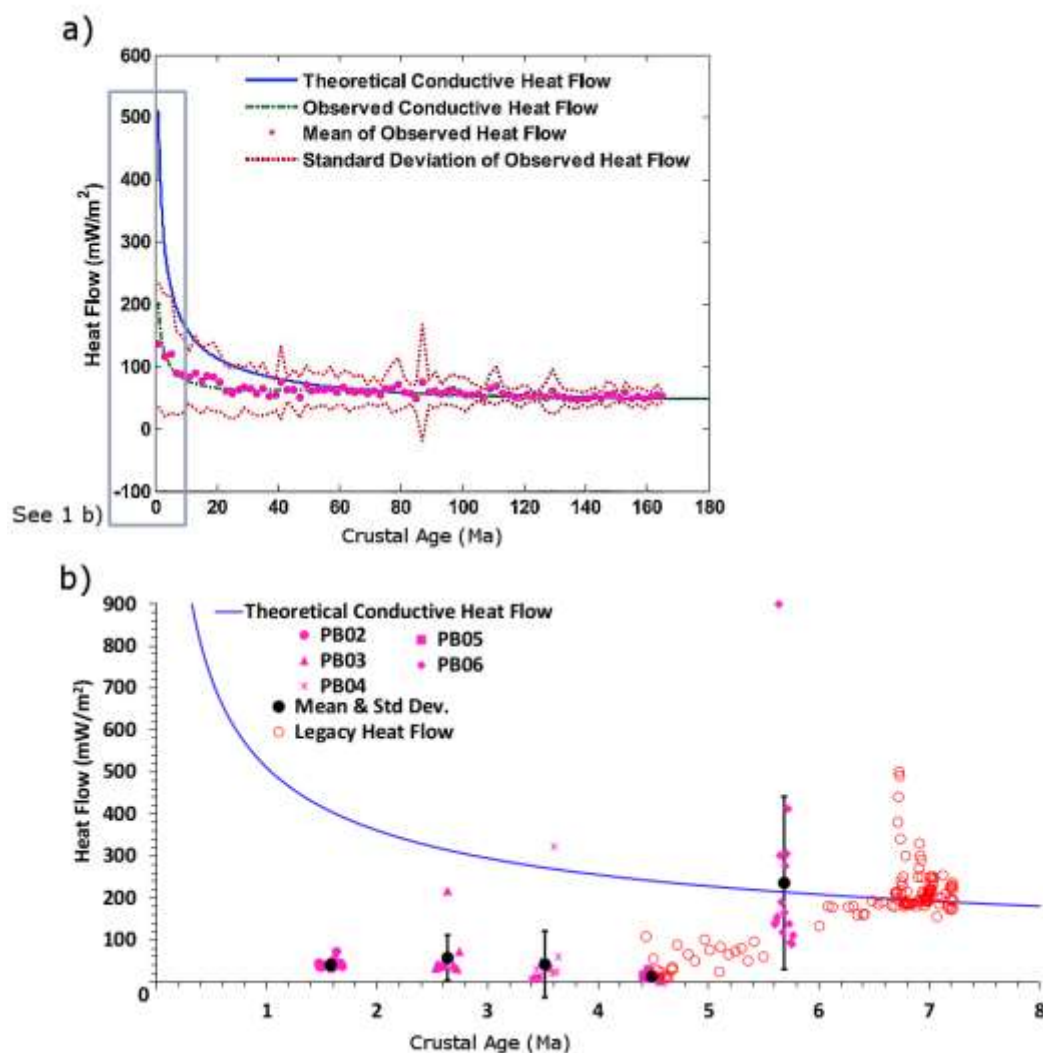 a)
600
500
400
300
200
100
0
-100
Heat Flow (mW/m²)
Theoretical Conductive Heat Flow
Observed Conductive Heat Flow
Mean of Observed Heat Flow
Standard Deviation of Observed Heat Flow
0 20 40 60 80 100 120 140 160 180
See 1 b)
Crustal Age (Ma)
b)
900
800
700
600
500
400
300
200
100
0
Heat Flow (mW/m²)
Theoretical Conductive Heat Flow
PB02 PB05
PB03 PB06
PB04
Mean & Std Dev.
Legacy Heat Flow
1 2 3 4 5 6 7 8
Crustal Age (Ma)